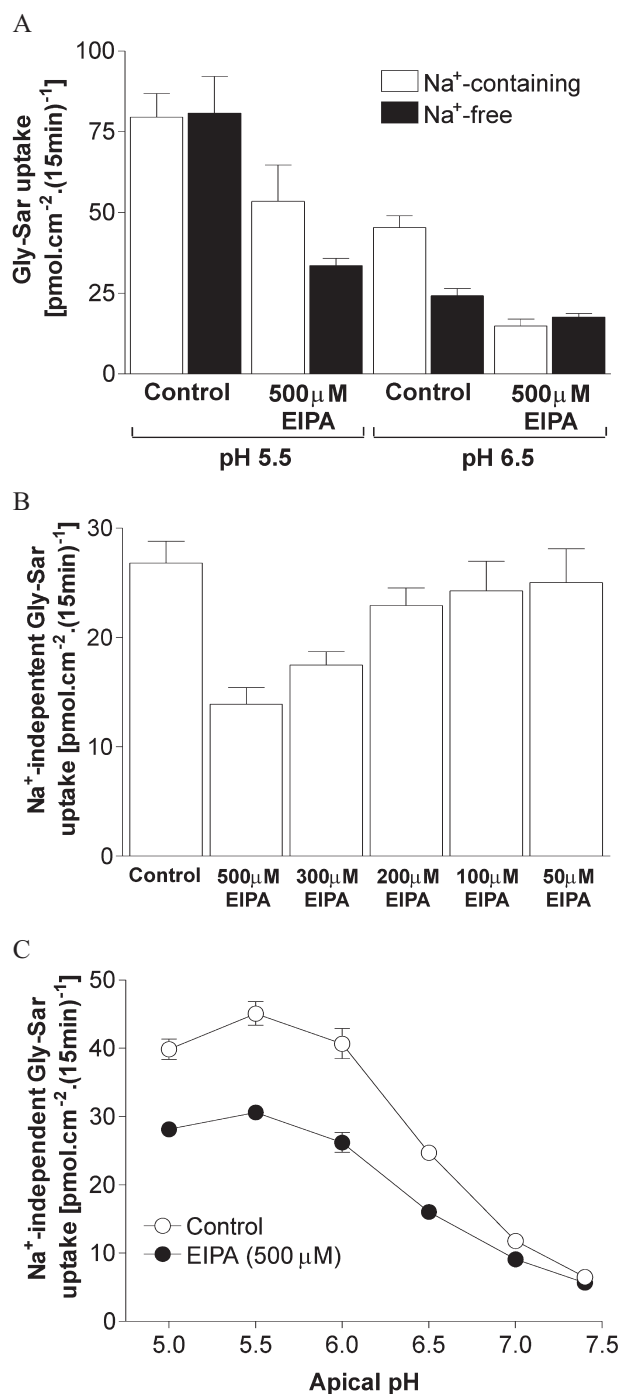 A
Gly-Sar uptake
[pmol.cm⁻².(15min)⁻¹]
100
75
50
25
0
Na⁺-containing
Na⁺-free
Control
500μM
EIPA
Control
500μM
EIPA
pH 5.5
pH 6.5
B
Na⁺-indepentent Gly-Sar
uptake [pmol.cm⁻².(15min)⁻¹]
30
20
10
0
Control
500μM
EIPA
300μM
EIPA
200μM
EIPA
100μM
EIPA
50μM
EIPA
C
Na⁺-independent Gly-Sar
uptake [pmol.cm⁻².(15min)⁻¹]
50
40
30
20
10
0
Control
EIPA (500 μM)
5.0 5.5 6.0 6.5 7.0 7.5
Apical pH